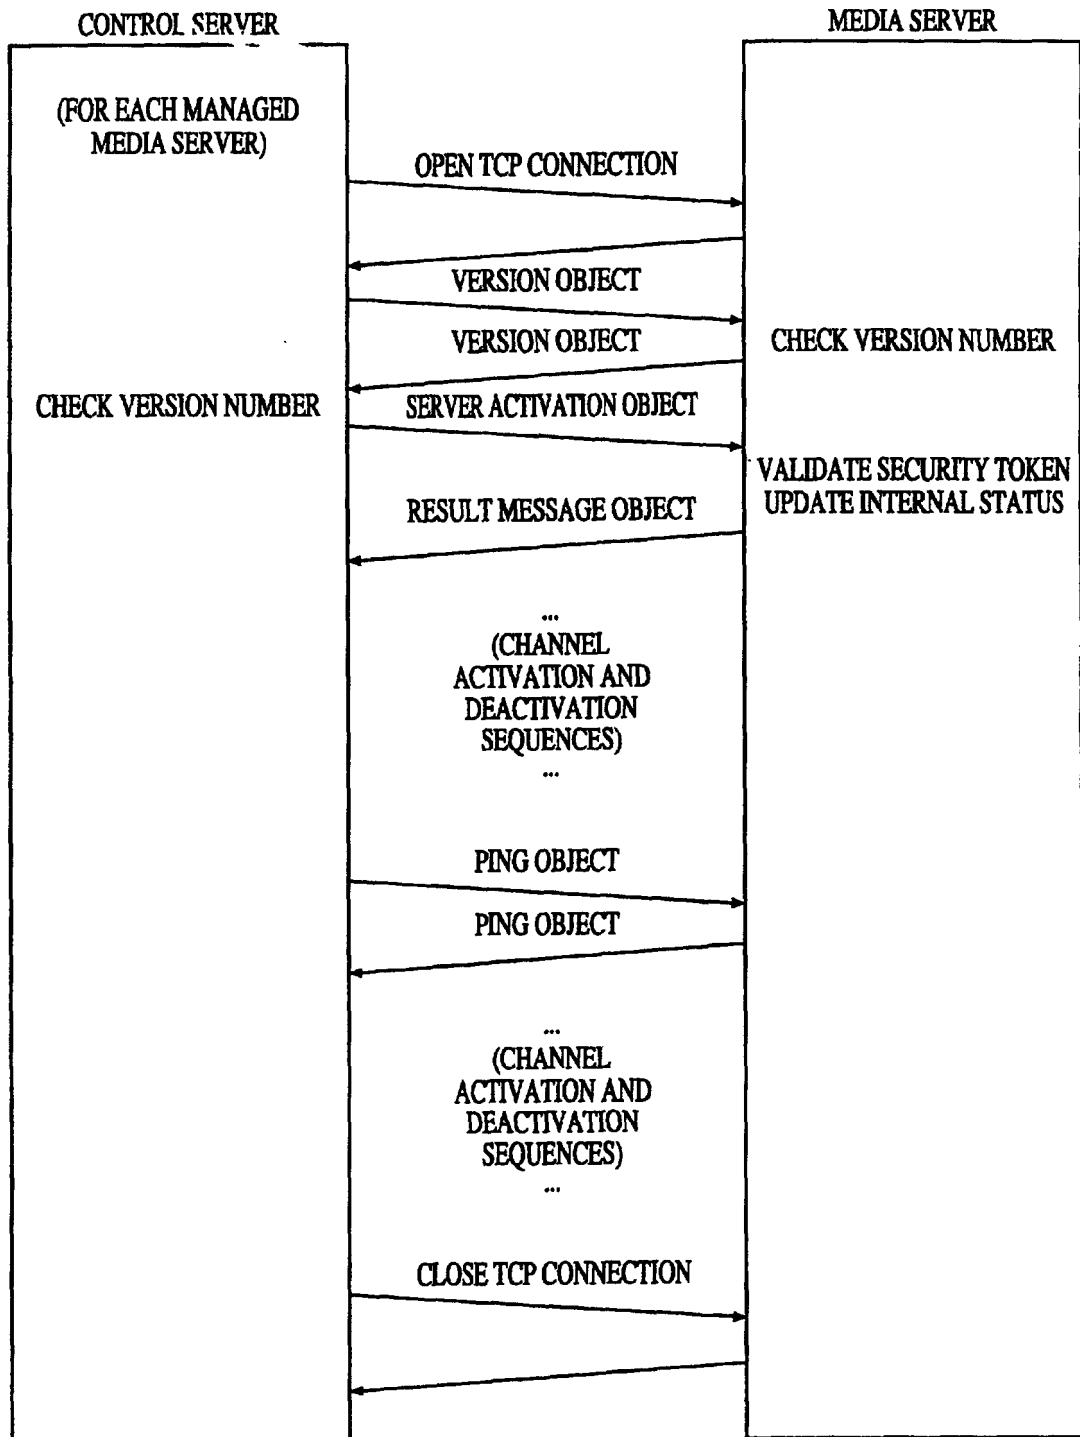 CONTROL SERVER
MEDIA SERVER
(FOR EACH MANAGED
MEDIA SERVER)
OPEN TCP CONNECTION
VERSION OBJECT
VERSION OBJECT
CHECK VERSION NUMBER
CHECK VERSION NUMBER
SERVER ACTIVATION OBJECT
VALIDATE SECURITY TOKEN
UPDATE INTERNAL STATUS
RESULT MESSAGE OBJECT
...
(CHANNEL
ACTIVATION AND
DEACTIVATION
SEQUENCES)
...
PING OBJECT
PING OBJECT
...
(CHANNEL
ACTIVATION AND
DEACTIVATION
SEQUENCES)
...
CLOSE TCP CONNECTION